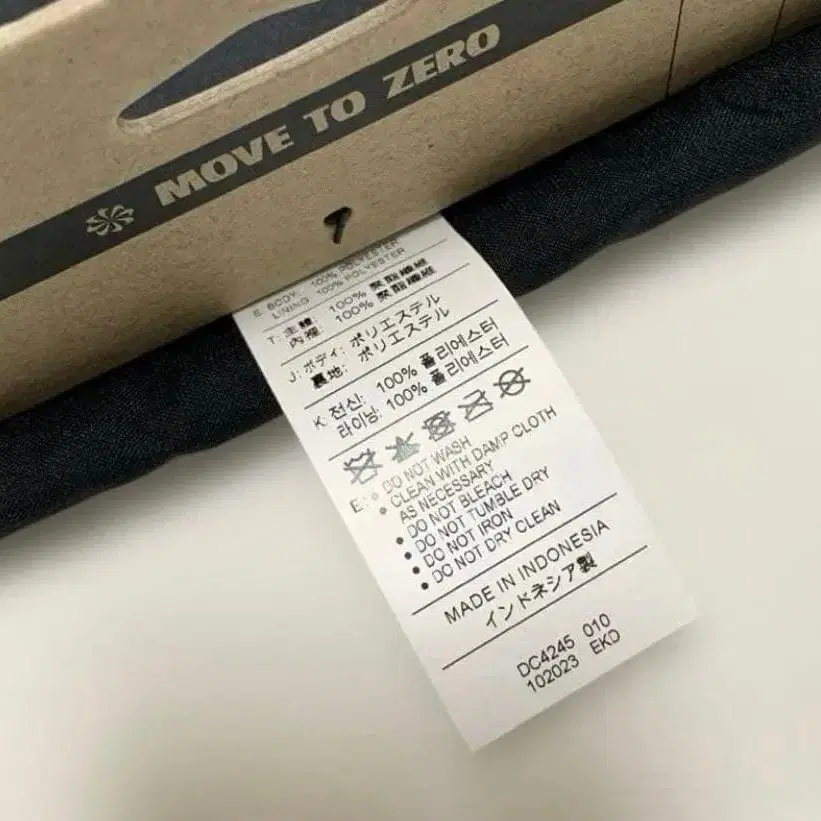 MOVE TO ZERO
7
E: BODY: 100% POLYESTER
LINING: 100% POLYESTER
T: 主體: 100% 聚酯纖維
內裡: 100% 聚酯纖維
J: ボディ: ポリエステル
裏地: ポリエステル
K: 전신: 100% 폴리에스터
라이닝: 100% 폴리에스터
E: • DO NOT WASH
• CLEAN WITH DAMP CLOTH
AS NECESSARY
• DO NOT BLEACH
• DO NOT TUMBLE DRY
• DO NOT IRON
• DO NOT DRY CLEAN
MADE IN INDONESIA
インドネシア製
DC4245 010
102023 EKD